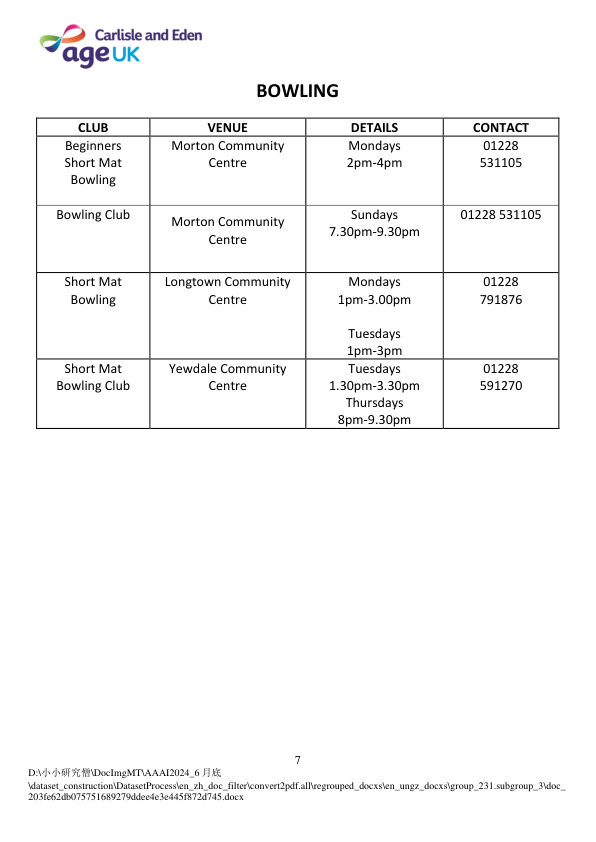 Carlisle and Eden
age UK
BOWLING
CLUB VENUE DETAILS CONTACT
Beginners Morton Community Mondays 01228
Short Mat Centre 2pm-4pm 531105
Bowling
Bowling Club Morton Community Sundays 01228 531105
Centre 7.30pm-9.30pm
Short Mat Longtown Community Mondays 01228
Bowling Centre 1pm-3.00pm 791876
Tuesdays
1pm-3pm
Short Mat Yewdale Community Tuesdays 01228
Bowling Club Centre 1.30pm-3.30pm 591270
Thursdays
8pm-9.30pm
7
D:\小小研究僧\DocImgMT\AAAI2024_6 月底
\dataset_construction\DatasetProcess\en_zh_doc_filter\convert2pdf.all\regrouped_docxs\en_ungz_docxs\group_231.subgroup_3\doc_
203fe62db075751689279ddee4e3e445f872d745.docx